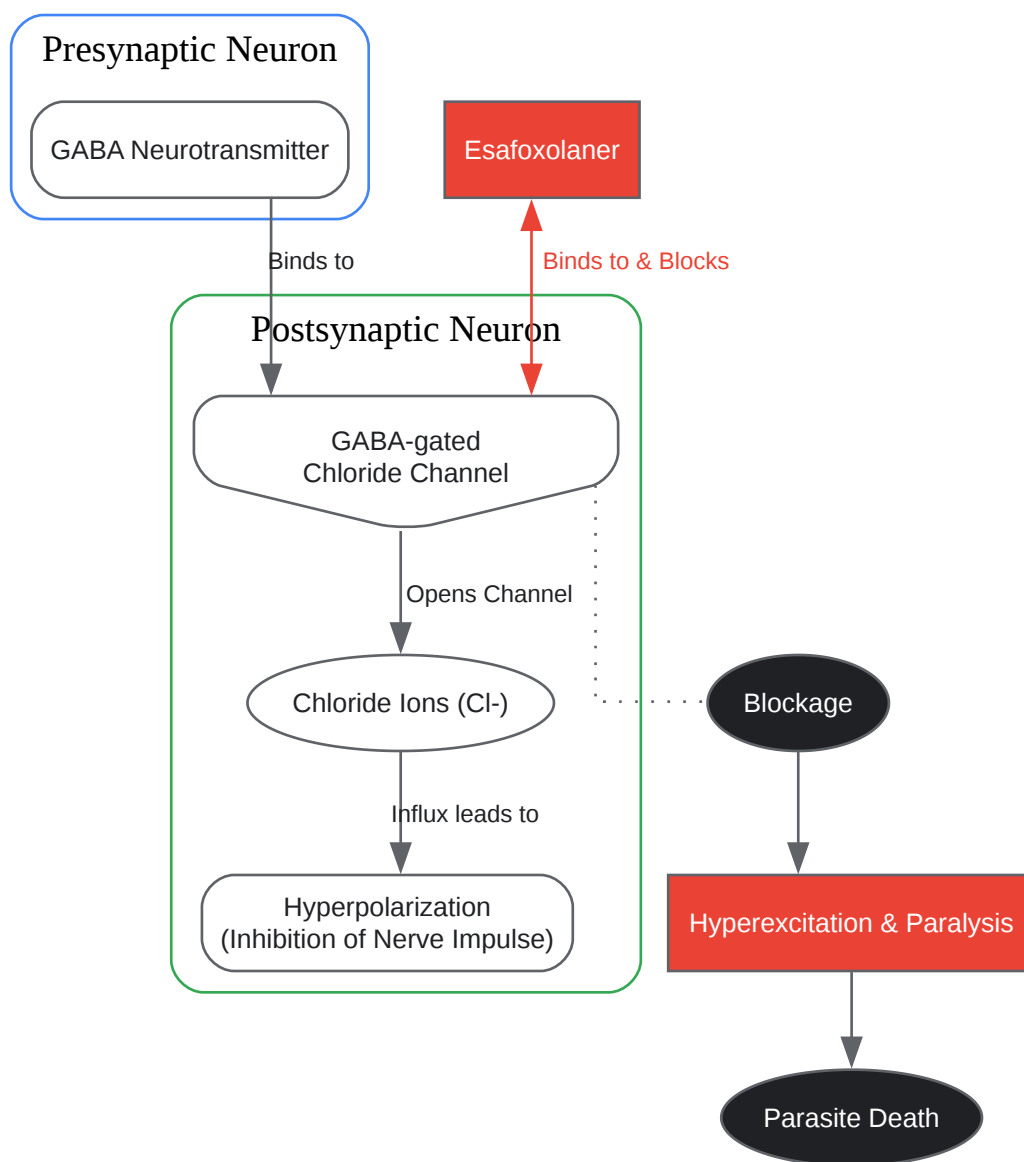 Presynaptic Neuron
GABA Neurotransmitter
Esafoxolaner
Binds to
Binds to & Blocks
Postsynaptic Neuron
GABA-gated
Chloride Channel
Opens Channel
Chloride Ions (Cl-)
Blockage
Influx leads to
Hyperpolarization
(Inhibition of Nerve Impulse)
Hyperexcitation & Paralysis
Parasite Death